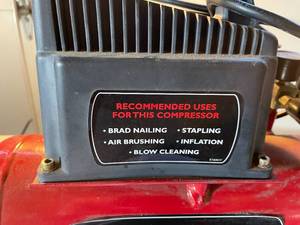 RECOMMENDED USES
FOR THIS COMPRESSOR
• BRAD NAILING • STAPLING
• AIR BRUSHING • INFLATION
• BLOW CLEANING